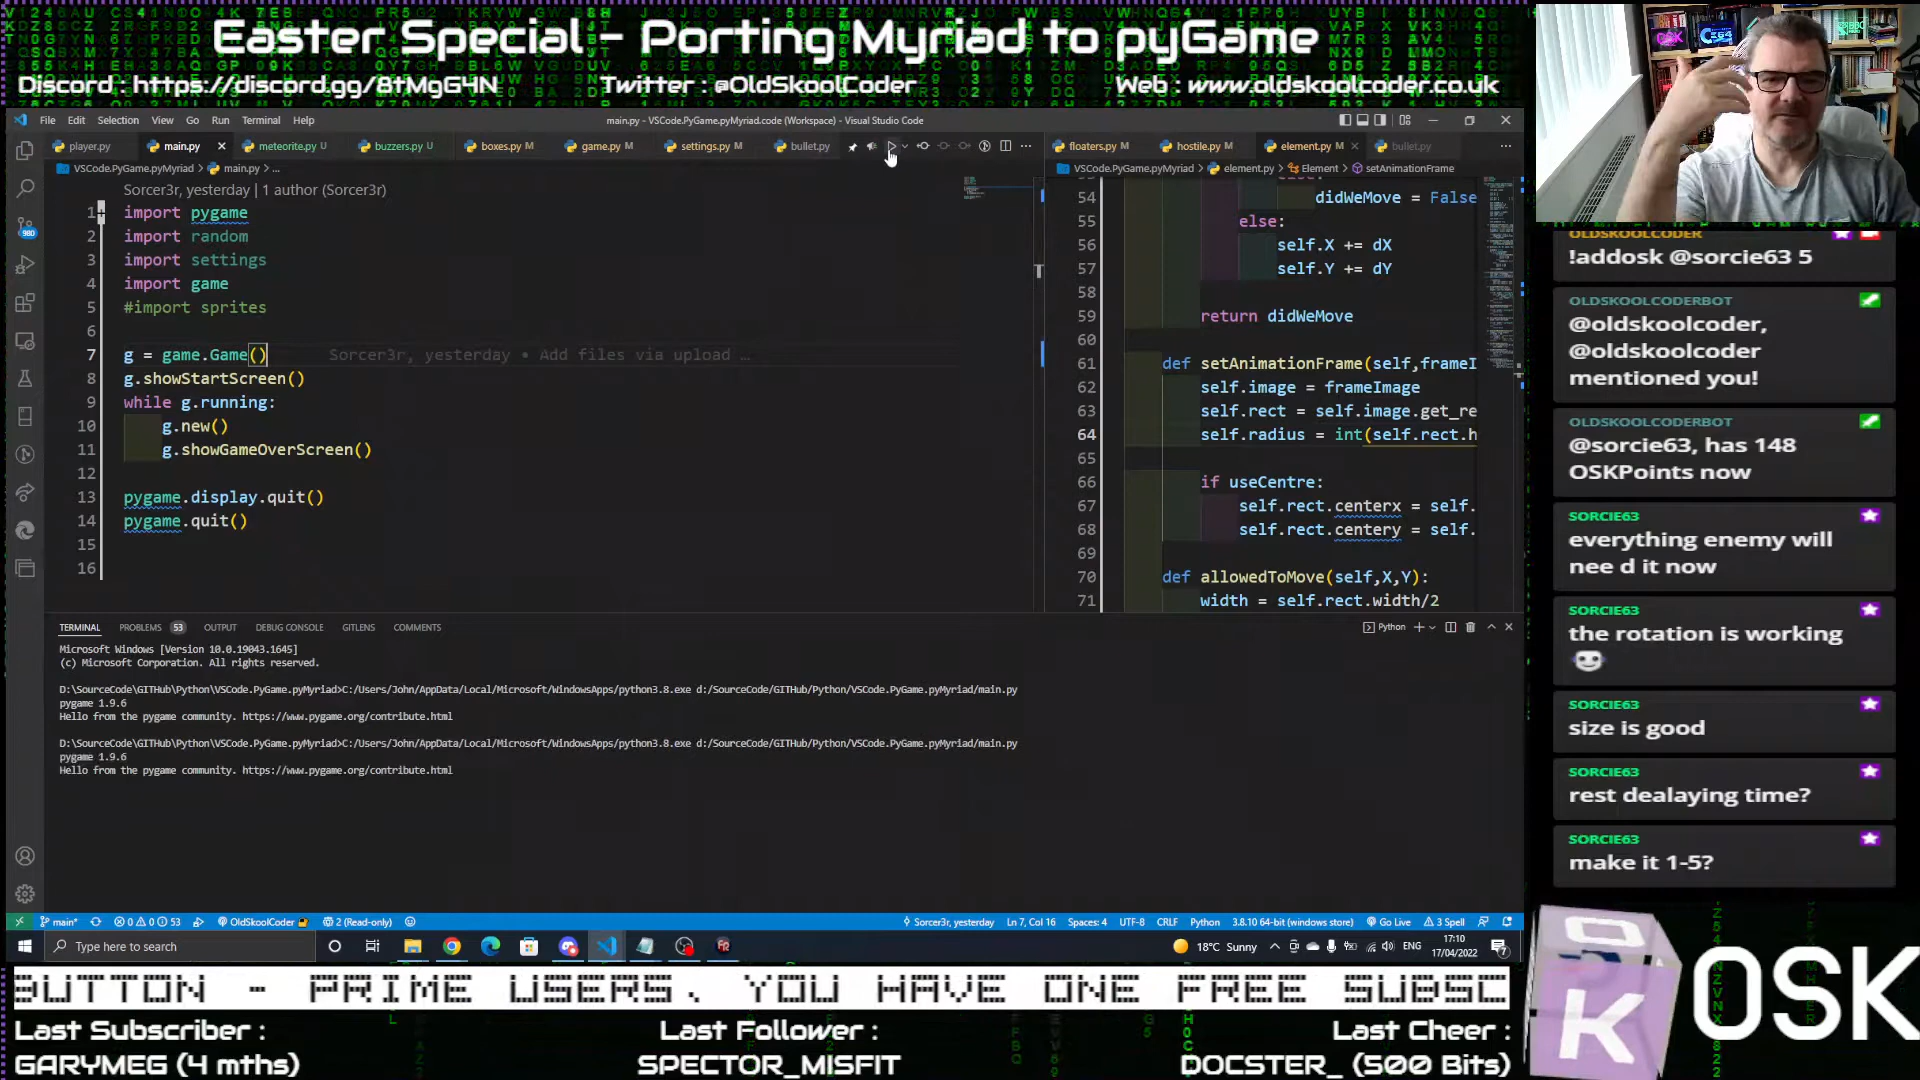 Easter Special - Porting Myriad to pyGame
Discord : https://discord.gg/8tMgG4N
Twitter : @OldSkoolCoder
Web : www.oldskoolcoder.co.uk
File Edit Selection View Go Run Terminal Help
main.py - VSCode.PyGame.pyMyriad.code (Workspace) - Visual Studio Code
player.py
main.py
meteorite.py U
buzzers.py U
boxes.py M
game.py M
settings.py M
bullet.py
floaters.py M
hostile.py M
element.py M
bullet.py
VSCode.PyGame.pyMyriad > main.py > ...
VSCode.PyGame.pyMyriad > element.py > Element > setAnimationFrame
Sorcer3r, yesterday | 1 author (Sorcer3r)
1 import pygame
2 import random
3 import settings
4 import game
5 #import sprites
6
7 g = game.Game() Sorcer3r, yesterday • Add files via upload …
8 g.showStartScreen()
9 while g.running:
10 g.new()
11 g.showGameOverScreen()
12
13 pygame.display.quit()
14 pygame.quit()
15
16
54 didWeMove = False
55 else:
56 self.X += dX
57 self.Y += dY
58
59 return didWeMove
60
61 def setAnimationFrame(self,frameI
62 self.image = frameImage
63 self.rect = self.image.get_re
64 self.radius = int(self.rect.h
65
66 if useCentre:
67 self.rect.centerx = self.
68 self.rect.centery = self.
69
70 def allowedToMove(self,X,Y):
71 width = self.rect.width/2
980
TERMINAL PROBLEMS 53 OUTPUT DEBUG CONSOLE GITLENS COMMENTS
Python
Microsoft Windows [Version 10.0.19043.1645]
(c) Microsoft Corporation. All rights reserved.
D:\SourceCode\GITHub\Python\VSCode.PyGame.pyMyriad>C:/Users/John/AppData/Local/Microsoft/WindowsApps/python3.8.exe d:/SourceCode/GITHub/Python/VSCode.PyGame.pyMyriad/main.py
pygame 1.9.6
Hello from the pygame community. https://www.pygame.org/contribute.html
D:\SourceCode\GITHub\Python\VSCode.PyGame.pyMyriad>C:/Users/John/AppData/Local/Microsoft/WindowsApps/python3.8.exe d:/SourceCode/GITHub/Python/VSCode.PyGame.pyMyriad/main.py
pygame 1.9.6
Hello from the pygame community. https://www.pygame.org/contribute.html
main* 0 0 53 OldSkoolCoder 2 (Read-only)
Sorcer3r, yesterday Ln 7, Col 16 Spaces: 4 UTF-8 CRLF Python 3.8.10 64-bit (windows store) Go Live 3 Spell
Type here to search
18°C Sunny ENG 17:10
17/04/2022
7
OLDSKOOLCODER
!addosk @sorcie63 5
OLDSKOOLCODERBOT
@oldskoolcoder,
@oldskoolcoder
mentioned you!
OLDSKOOLCODERBOT
@sorcie63, has 148
OSKPoints now
SORCIE63
everything enemy will
nee d it now
SORCIE63
the rotation is working
SORCIE63
size is good
SORCIE63
rest dealaying time?
SORCIE63
make it 1-5?
BUTTON - PRIME USERS, YOU HAVE ONE FREE SUBSC
Last Subscriber :
GARYMEG (4 mths)
Last Follower :
SPECTOR_MISFIT
Last Cheer :
DOCSTER_ (500 Bits)
O
K
OSK